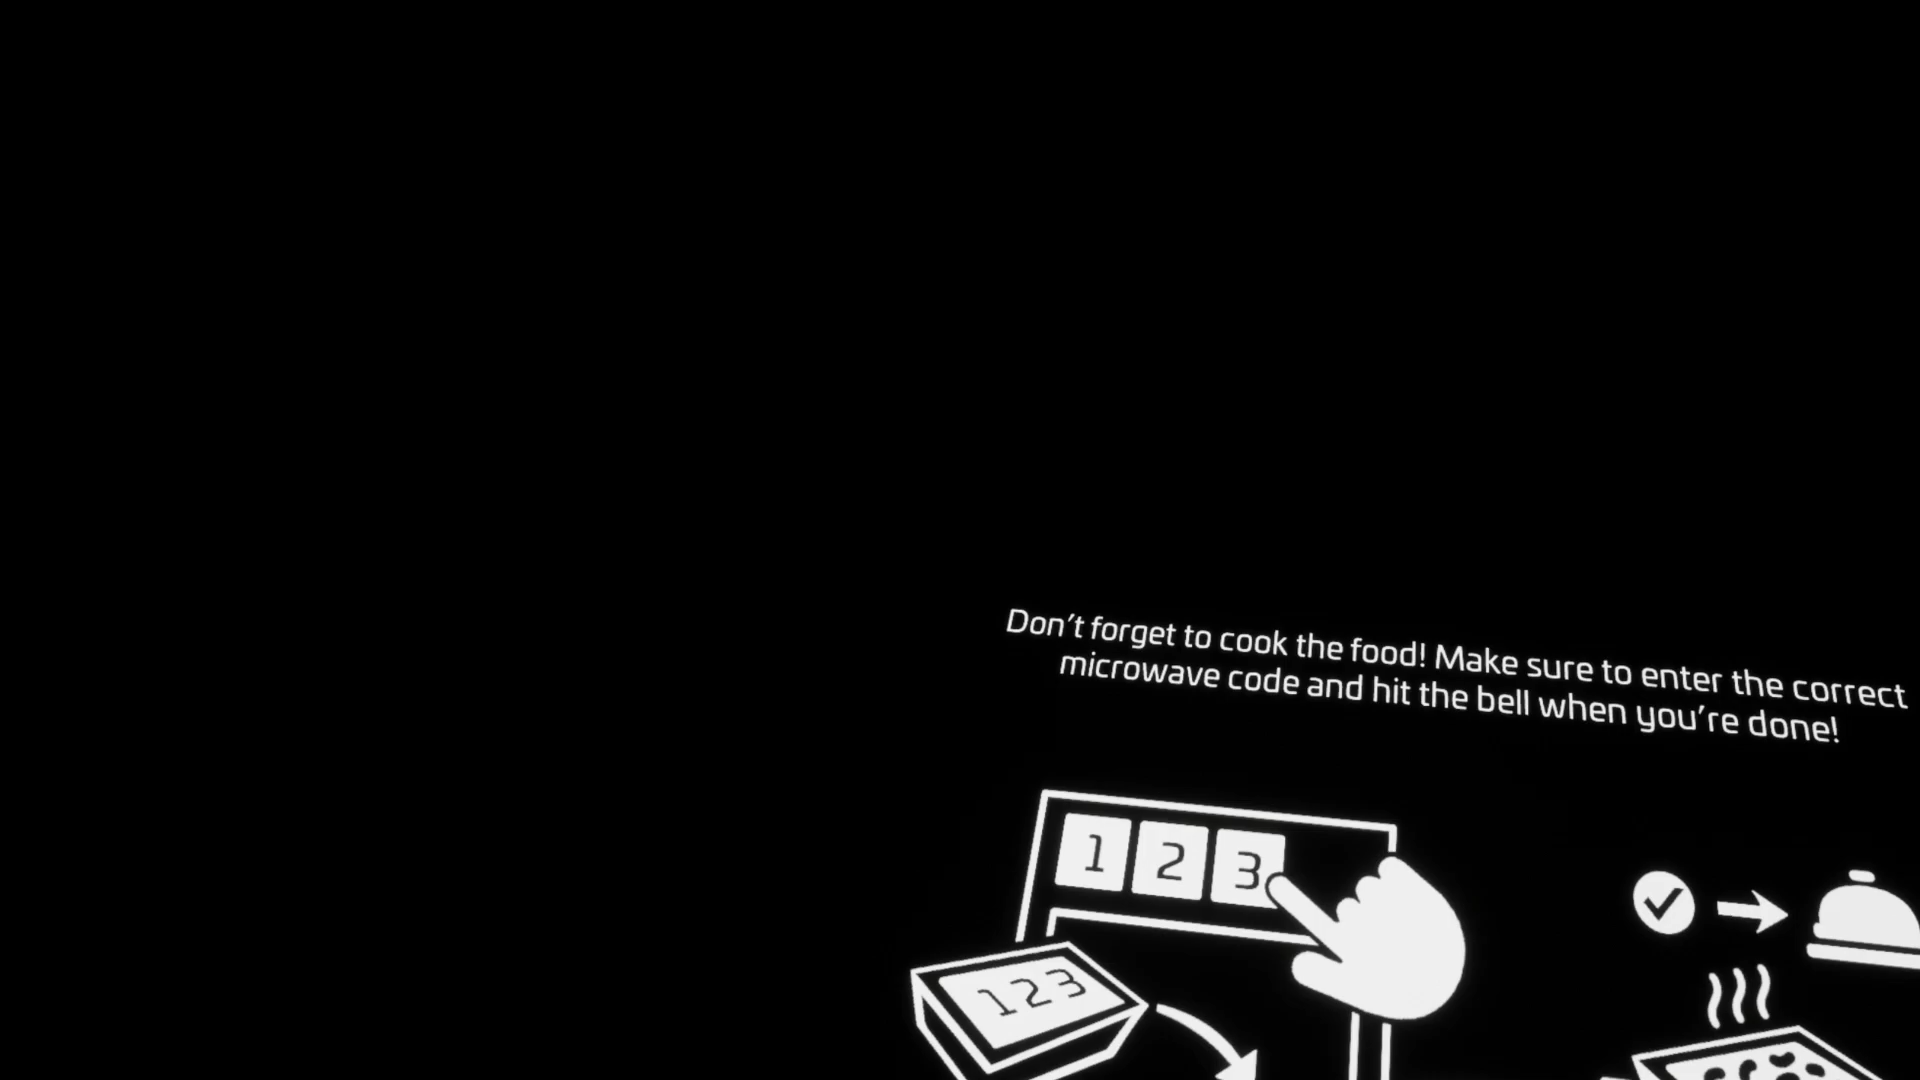 Don't forget to cook the food! Make sure to enter the correct
microwave code and hit the bell when you're done!
1 2 3
123